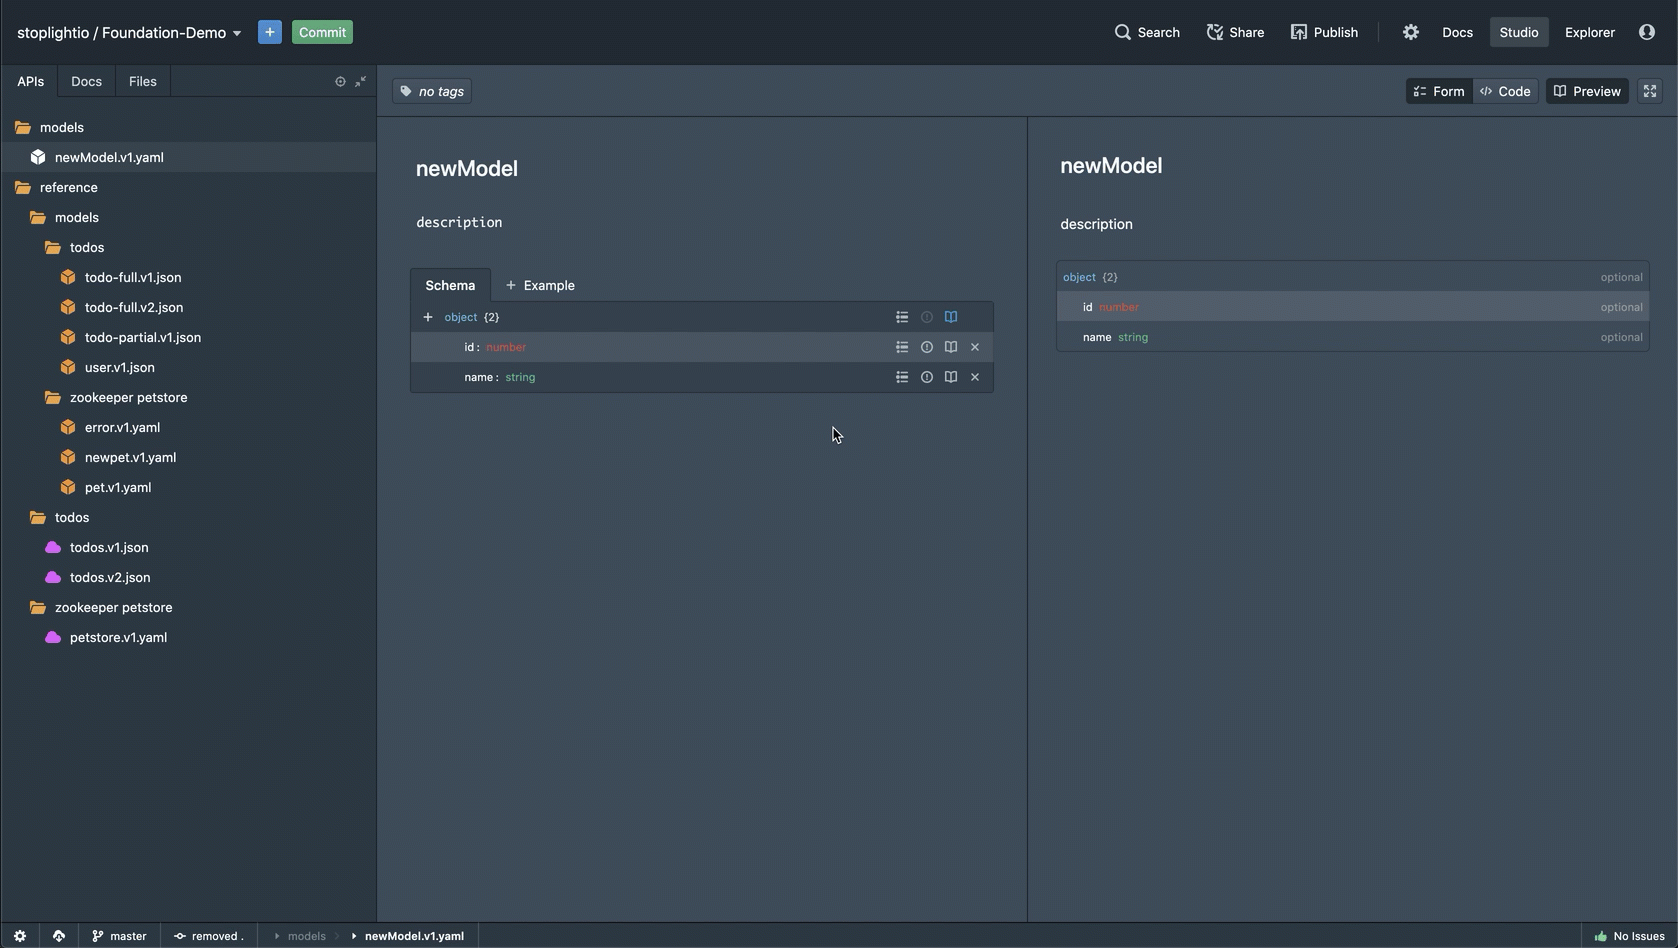 stoplightio / Foundation-Demo
Commit
Search
Share
Publish
Docs
Studio
Explorer
APIs
Docs
Files
no tags
Form
Code
Preview
models
newModel.v1.yaml
reference
models
todos
todo-full.v1.json
todo-full.v2.json
todo-partial.v1.json
user.v1.json
zookeeper petstore
error.v1.yaml
newpet.v1.yaml
pet.v1.yaml
todos
todos.v1.json
todos.v2.json
zookeeper petstore
petstore.v1.yaml
newModel
description
Schema
+ Example
+ object {2}
id : number
name : string
newModel
description
object {2} optional
id number optional
name string optional
master
removed .
models
newModel.v1.yaml
No Issues